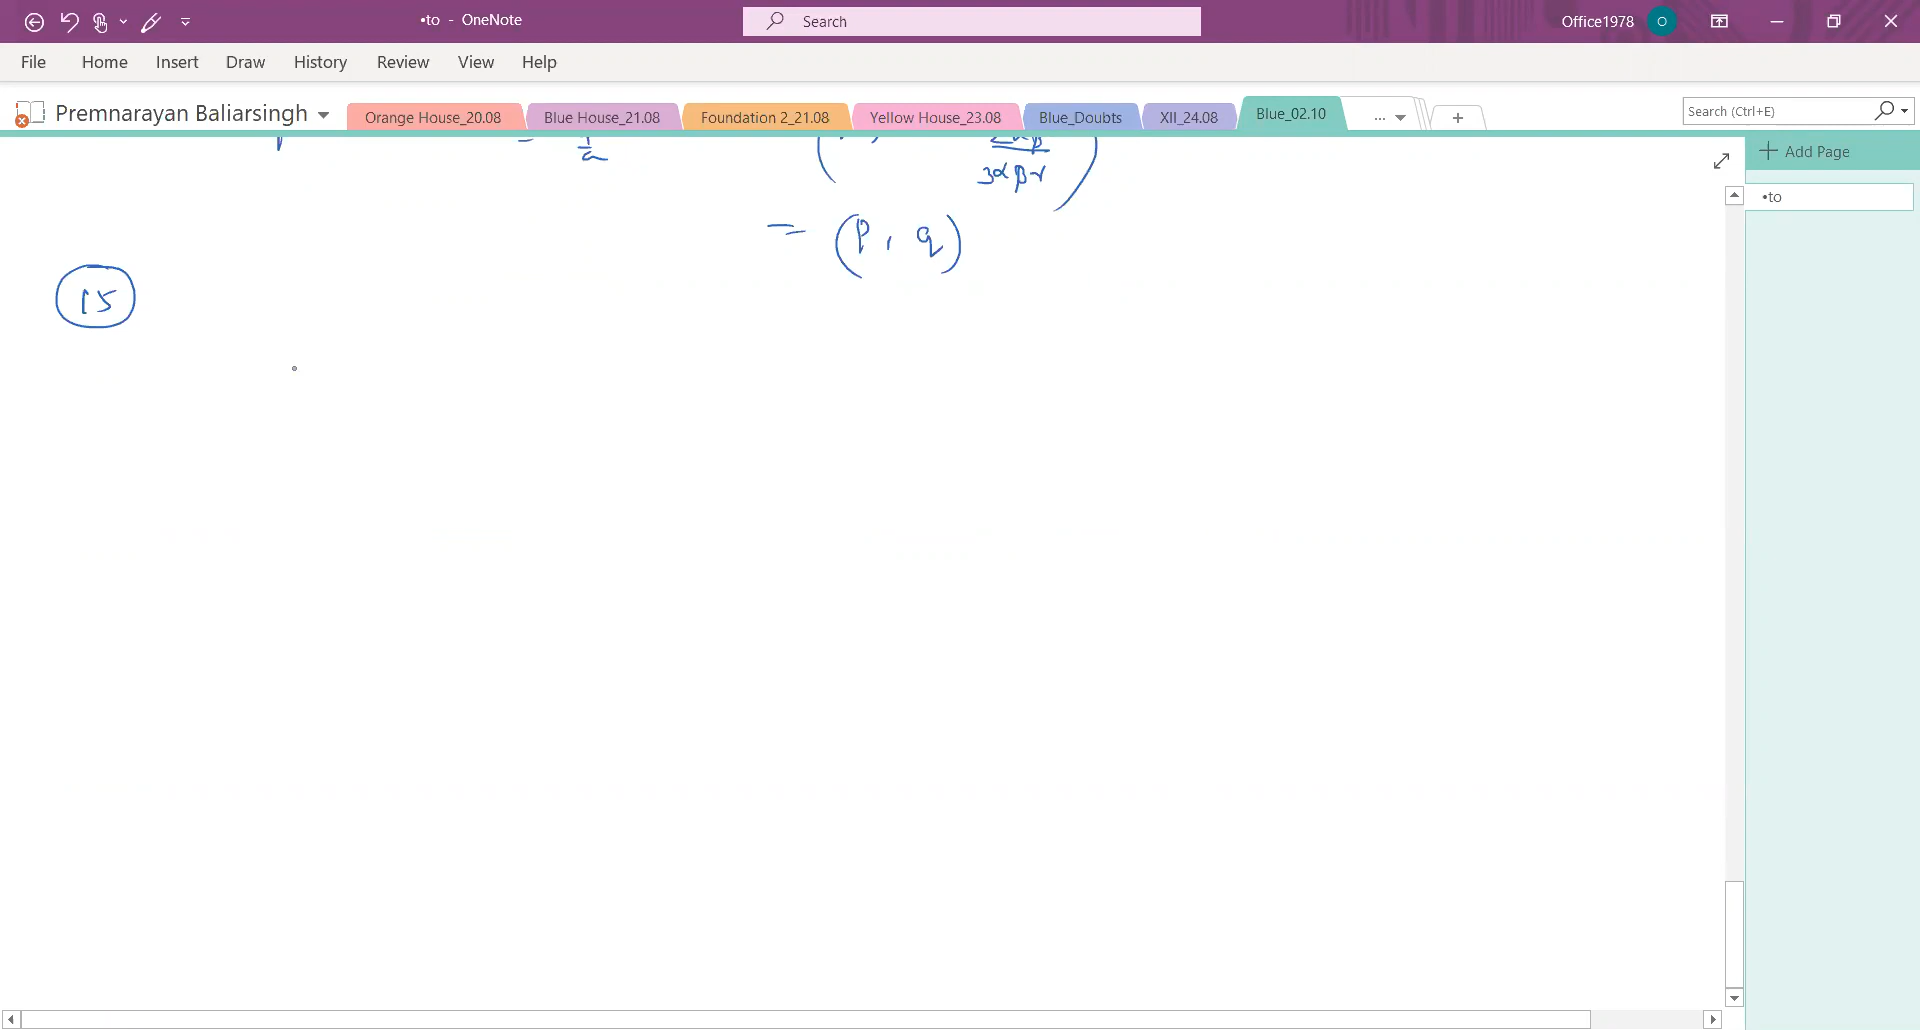 •to - OneNote
Search
Office1978 O
File Home Insert Draw History Review View Help
Premnarayan Baliarsingh
Orange House_20.08 Blue House_21.08 Foundation 2_21.08 Yellow House_23.08 Blue_Doubts XII_24.08 Blue_02.10 ... +
Search (Ctrl+E)
Add Page
•to
3αβγ
= (p, q)
15